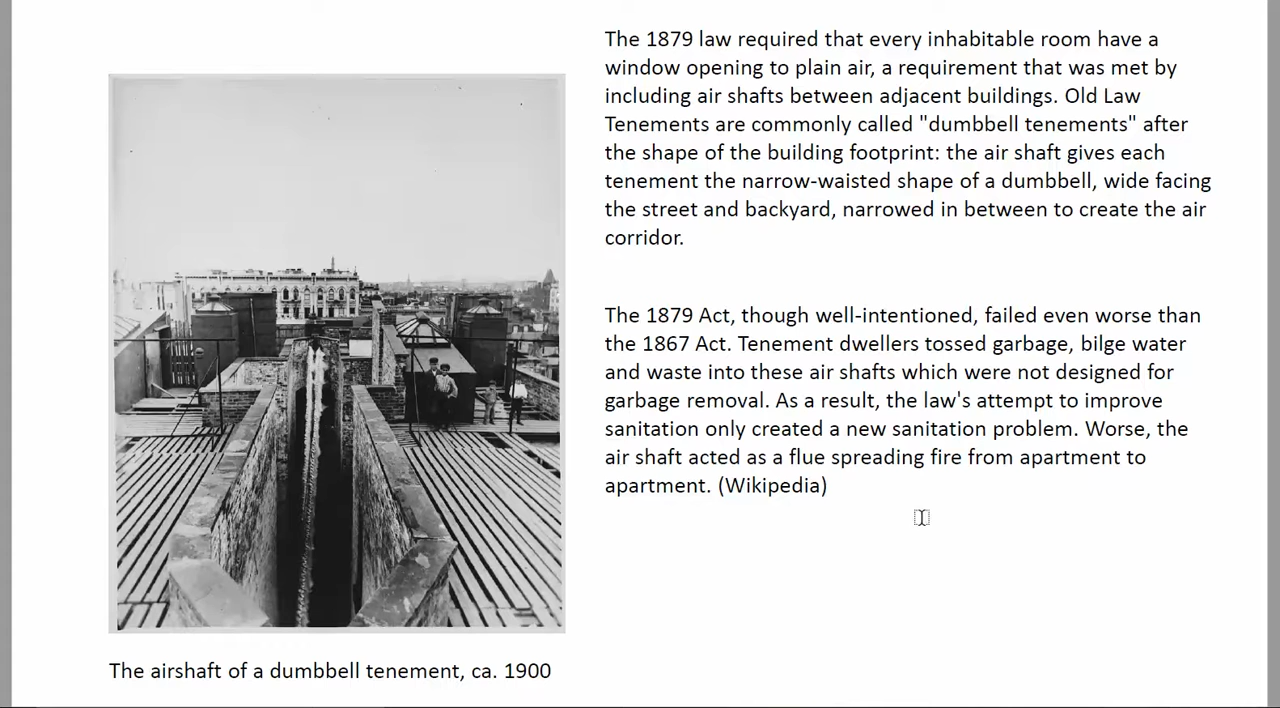 The 1879 law required that every inhabitable room have a
window opening to plain air, a requirement that was met by
including air shafts between adjacent buildings. Old Law
Tenements are commonly called "dumbbell tenements" after
the shape of the building footprint: the air shaft gives each
tenement the narrow-waisted shape of a dumbbell, wide facing
the street and backyard, narrowed in between to create the air
corridor.
The 1879 Act, though well-intentioned, failed even worse than
the 1867 Act. Tenement dwellers tossed garbage, bilge water
and waste into these air shafts which were not designed for
garbage removal. As a result, the law's attempt to improve
sanitation only created a new sanitation problem. Worse, the
air shaft acted as a flue spreading fire from apartment to
apartment. (Wikipedia)
The airshaft of a dumbbell tenement, ca. 1900